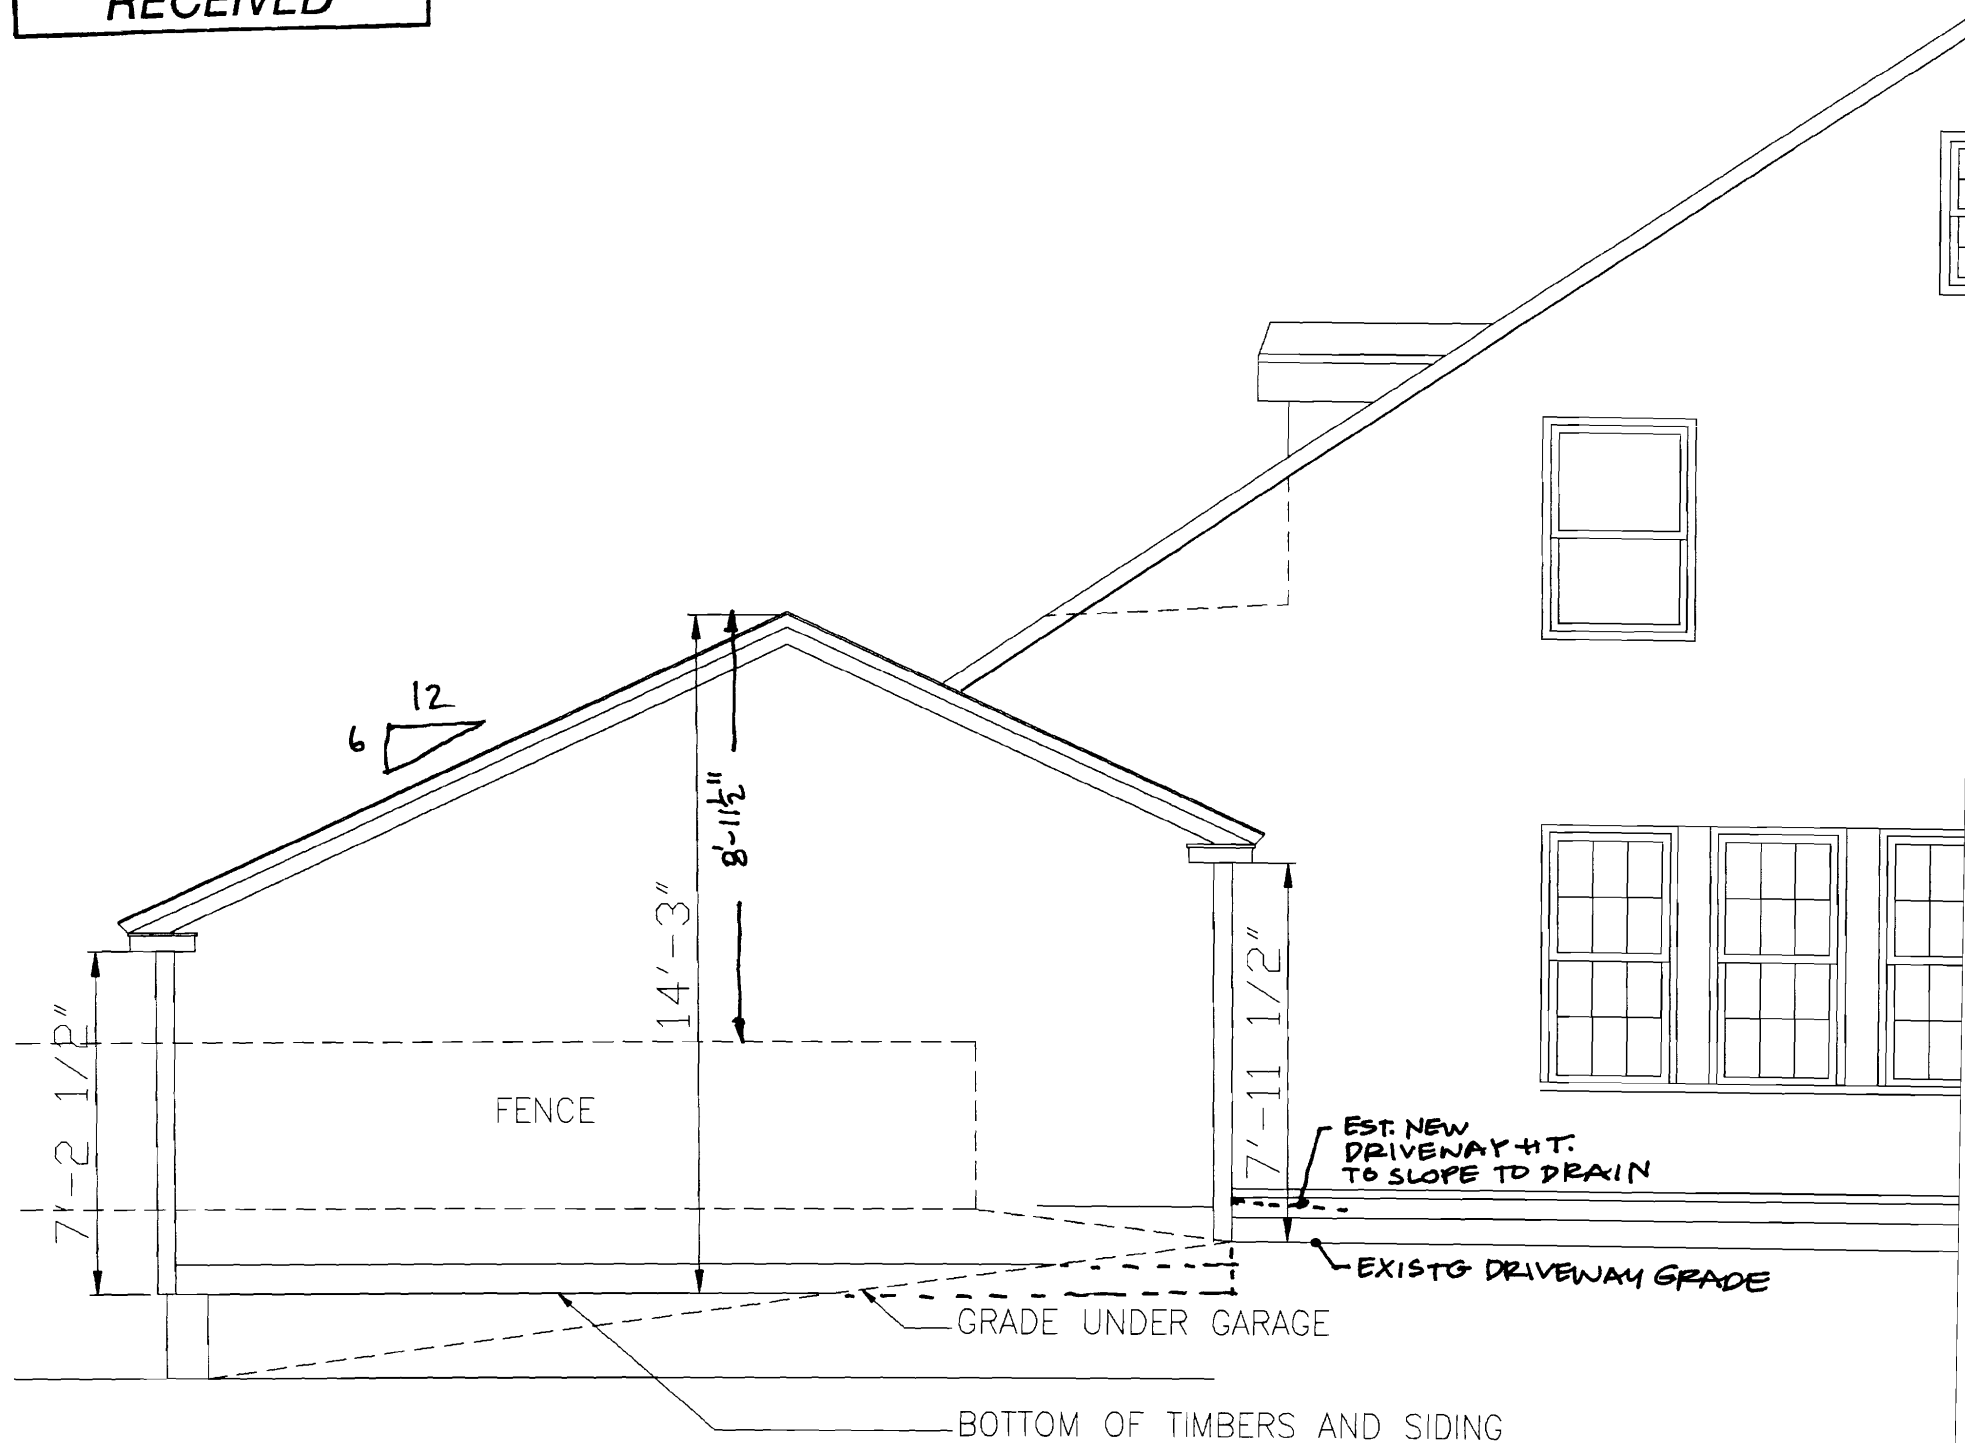 RECEIVED
12
6
8'-11½"
14'-3"
7'-2 1/2"
7'-11 1/2"
FENCE
EST. NEW
DRIVEWAY HT.
TO SLOPE TO DRAIN
EXIST'G DRIVEWAY GRADE
GRADE UNDER GARAGE
BOTTOM OF TIMBERS AND SIDING